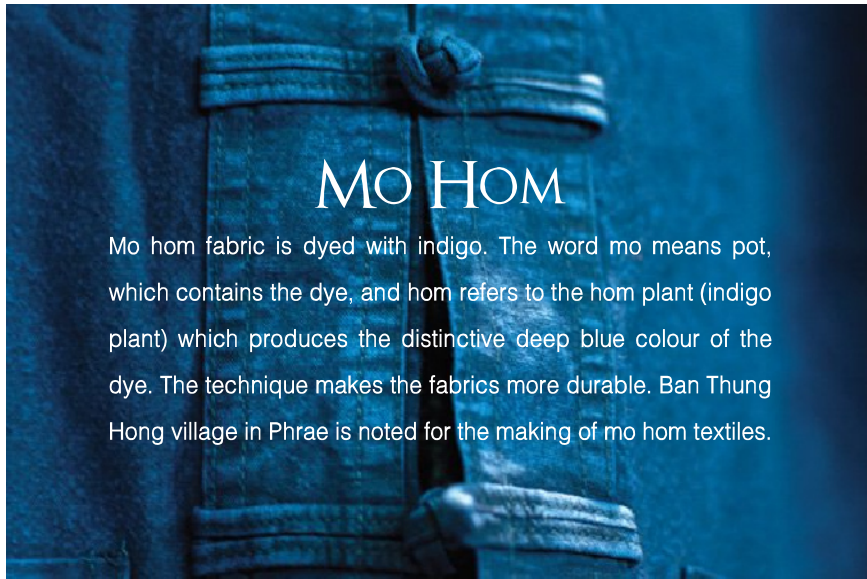 Mo Hom
Mo hom fabric is dyed with indigo. The word mo means pot,
which contains the dye, and hom refers to the hom plant (indigo
plant) which produces the distinctive deep blue colour of the
dye. The technique makes the fabrics more durable. Ban Thung
Hong village in Phrae is noted for the making of mo hom textiles.